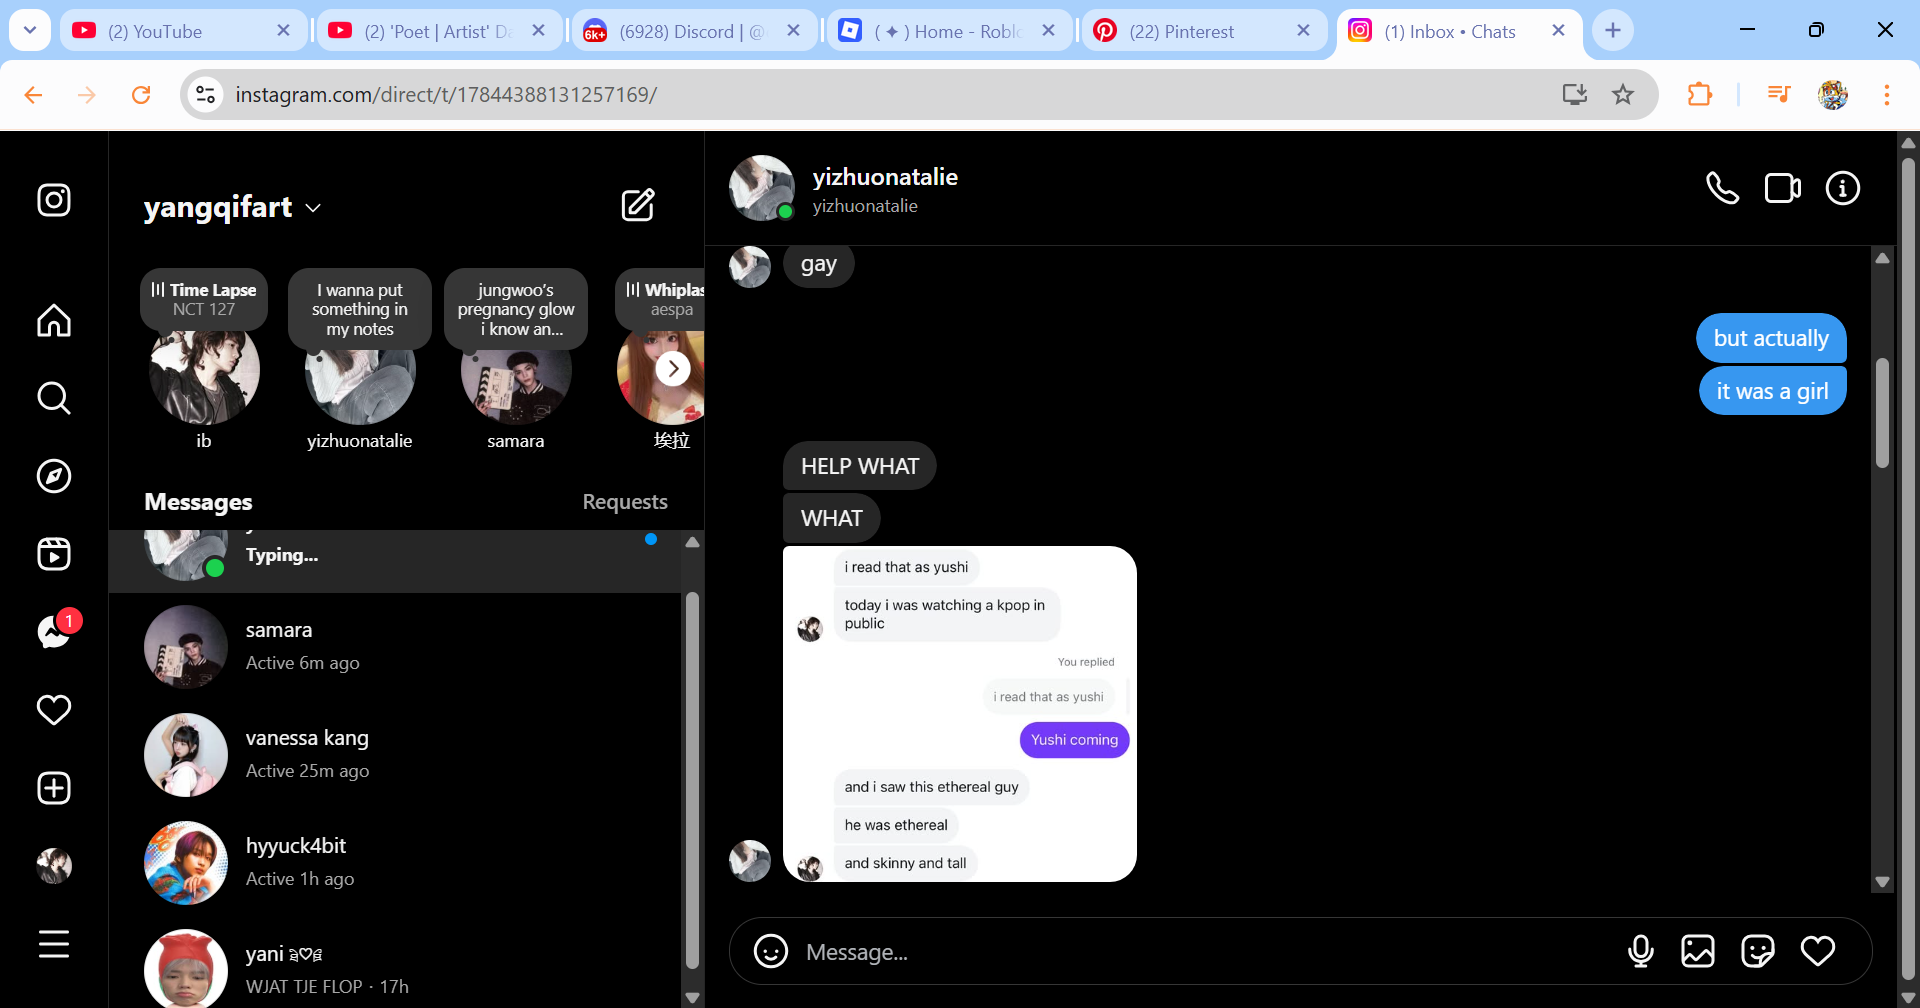 (2) YouTube
(2) 'Poet | Artist' Da
(6928) Discord | @
( ✦ ) Home - Roblo
(22) Pinterest
(1) Inbox • Chats
6k+
instagram.com/direct/t/17844388131257169/
yangqifart
Time Lapse
NCT 127
I wanna put
something in
my notes
jungwoo's
pregnancy glow
i know an...
Whiplas
aespa
ib
yizhuonatalie
samara
埃拉
Messages
Requests
Typing...
1
samara
Active 6m ago
vanessa kang
Active 25m ago
hyyuck4bit
Active 1h ago
yani
WJAT TJE FLOP · 17h
yizhuonatalie
yizhuonatalie
gay
but actually
it was a girl
HELP WHAT
WHAT
i read that as yushi
today i was watching a kpop in
public
You replied
i read that as yushi
Yushi coming
and i saw this ethereal guy
he was ethereal
and skinny and tall
Message...